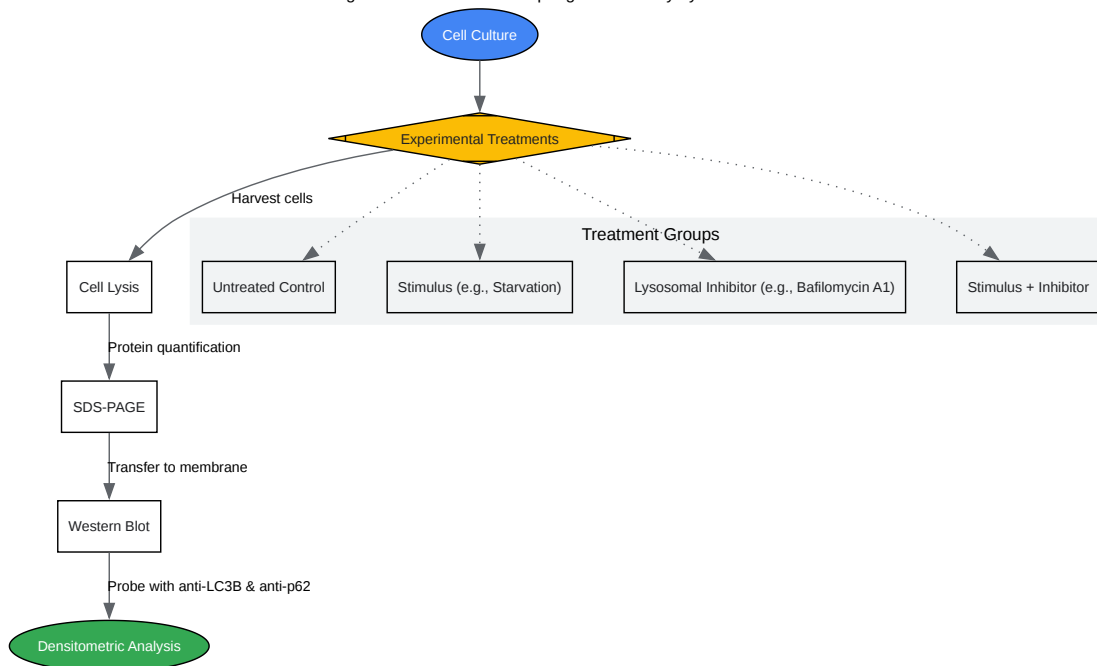 Cell Culture
Experimental Treatments
Harvest cells
Treatment Groups
Cell Lysis
Untreated Control
Stimulus (e.g., Starvation)
Lysosomal Inhibitor (e.g., Bafilomycin A1)
Stimulus + Inhibitor
Protein quantification
SDS-PAGE
Transfer to membrane
Western Blot
Probe with anti-LC3B & anti-p62
Densitometric Analysis